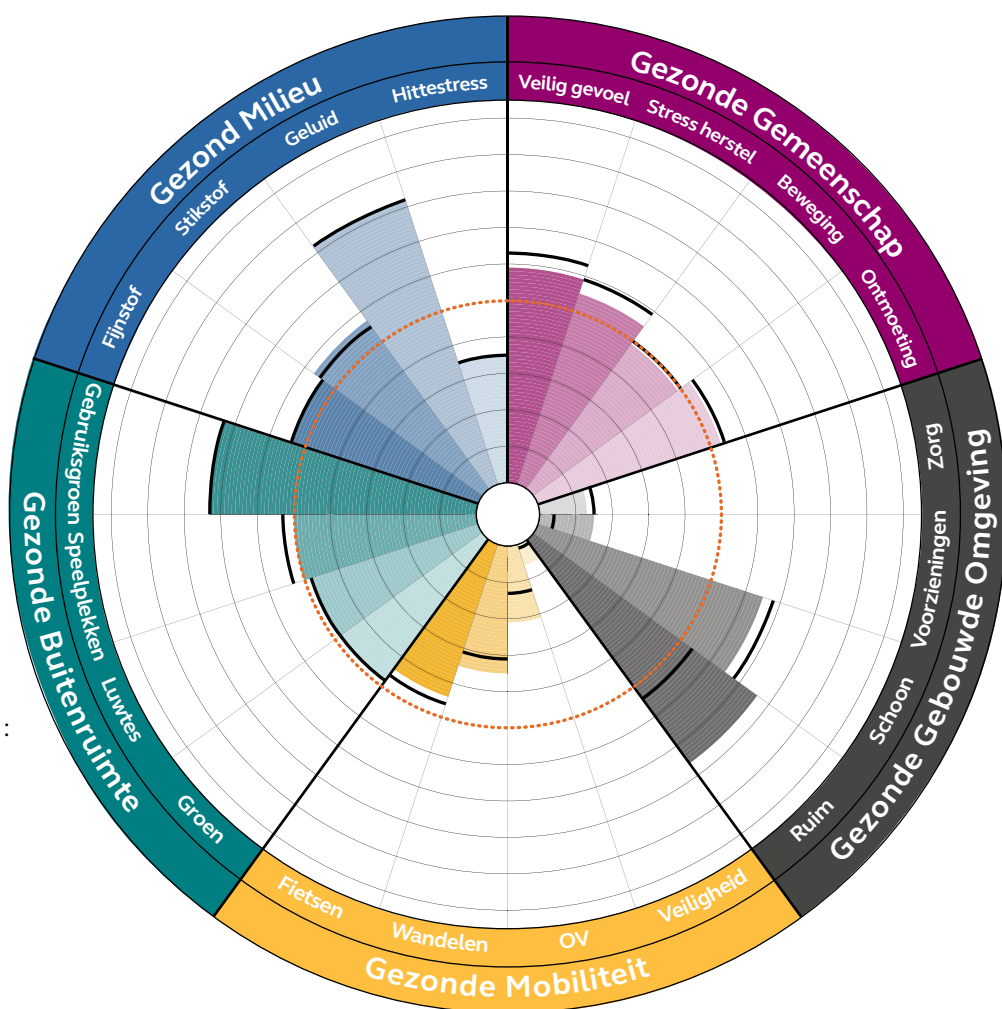 Gezond Milieu
Hittestress
Geluid
Stikstof
Fijnstof
Gezonde Gemeenschap
Veilig gevoel
Stress herstel
Beweging
Ontmoeting
Gezonde Gebouwde Omgeving
Zorg
Voorzieningen
Schoon
Ruim
Gezonde Mobiliteit
Veiligheid
OV
Wandelen
Fietsen
Gezonde Buitenruimte
Groen
Luwtes
Speelplekken
Gebruiksgroen
: